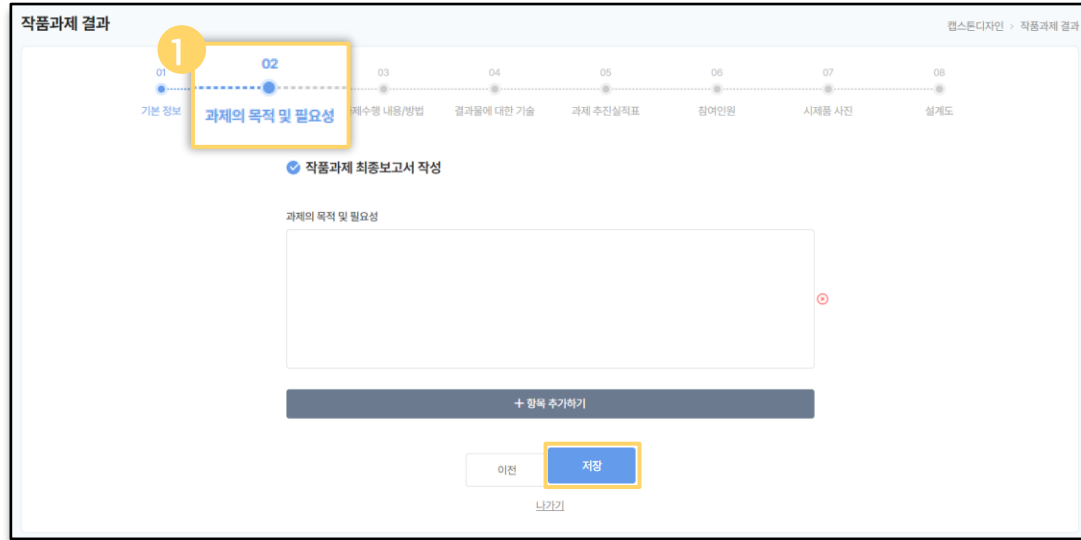 작품과제 결과
캡스톤디자인 > 작품과제 결과
1
01 02 03 04 05 06 07 08
기본 정보 과제의 목적 및 필요성 제수행 내용/방법 결과물에 대한 기술 과제 추진실적표 참여인원 시제품 사진 설계도
작품과제 최종보고서 작성
과제의 목적 및 필요성
+ 항목 추가하기
이전 저장
나가기